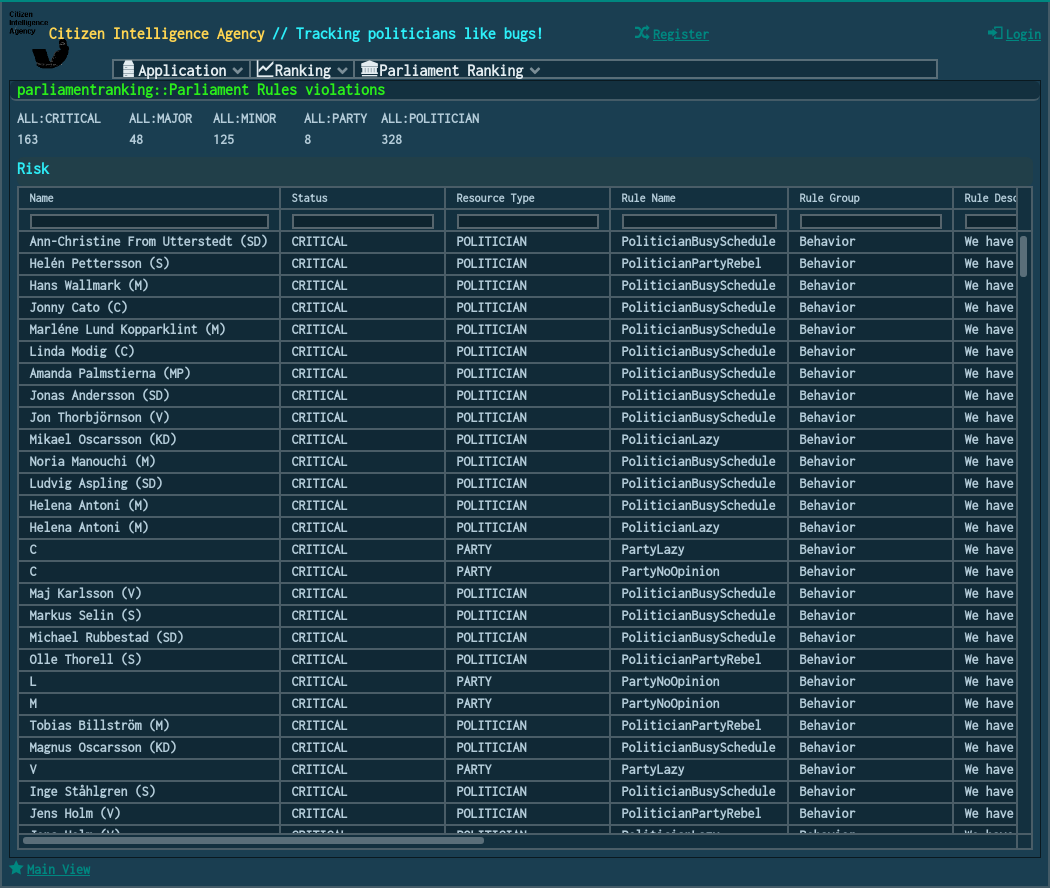 Citizen
Intelligence
Agency
Citizen Intelligence Agency // Tracking politicians like bugs!
Register
Login
Application Ranking Parliament Ranking
parliamentranking::Parliament Rules violations
ALL:CRITICAL ALL:MAJOR ALL:MINOR ALL:PARTY ALL:POLITICIAN
163 48 125 8 328
Risk
Name Status Resource Type Rule Name Rule Group Rule Desc
Ann-Christine From Utterstedt (SD) CRITICAL POLITICIAN PoliticianBusySchedule Behavior We have
Helén Pettersson (S) CRITICAL POLITICIAN PoliticianPartyRebel Behavior We have
Hans Wallmark (M) CRITICAL POLITICIAN PoliticianBusySchedule Behavior We have
Jonny Cato (C) CRITICAL POLITICIAN PoliticianBusySchedule Behavior We have
Marléne Lund Kopparklint (M) CRITICAL POLITICIAN PoliticianBusySchedule Behavior We have
Linda Modig (C) CRITICAL POLITICIAN PoliticianBusySchedule Behavior We have
Amanda Palmstierna (MP) CRITICAL POLITICIAN PoliticianBusySchedule Behavior We have
Jonas Andersson (SD) CRITICAL POLITICIAN PoliticianBusySchedule Behavior We have
Jon Thorbjörnson (V) CRITICAL POLITICIAN PoliticianBusySchedule Behavior We have
Mikael Oscarsson (KD) CRITICAL POLITICIAN PoliticianLazy Behavior We have
Noria Manouchi (M) CRITICAL POLITICIAN PoliticianBusySchedule Behavior We have
Ludvig Aspling (SD) CRITICAL POLITICIAN PoliticianBusySchedule Behavior We have
Helena Antoni (M) CRITICAL POLITICIAN PoliticianBusySchedule Behavior We have
Helena Antoni (M) CRITICAL POLITICIAN PoliticianLazy Behavior We have
C CRITICAL PARTY PartyLazy Behavior We have
C CRITICAL PARTY PartyNoOpinion Behavior We have
Maj Karlsson (V) CRITICAL POLITICIAN PoliticianBusySchedule Behavior We have
Markus Selin (S) CRITICAL POLITICIAN PoliticianBusySchedule Behavior We have
Michael Rubbestad (SD) CRITICAL POLITICIAN PoliticianBusySchedule Behavior We have
Olle Thorell (S) CRITICAL POLITICIAN PoliticianPartyRebel Behavior We have
L CRITICAL PARTY PartyNoOpinion Behavior We have
M CRITICAL PARTY PartyNoOpinion Behavior We have
Tobias Billström (M) CRITICAL POLITICIAN PoliticianPartyRebel Behavior We have
Magnus Oscarsson (KD) CRITICAL POLITICIAN PoliticianBusySchedule Behavior We have
V CRITICAL PARTY PartyLazy Behavior We have
Inge Ståhlgren (S) CRITICAL POLITICIAN PoliticianBusySchedule Behavior We have
Jens Holm (V) CRITICAL POLITICIAN PoliticianPartyRebel Behavior We have
Main View